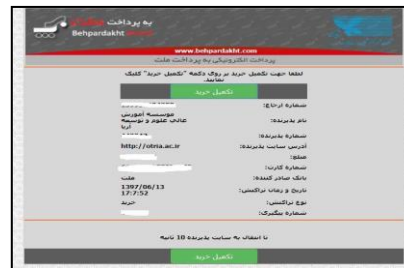 به پرداخت
Behpardakht
www.behpardakht.com
پرداخت الکترونیکی به پرداخت ملت
لطفا جهت تکمیل خرید بر روی دکمه "تکمیل خرید" کلیک
نمایید.
تکمیل خرید
شماره ارجاع:
نام پذیرنده: موسسه آموزش
عالی علوم و توسعه
آریا
شماره پذیرنده:
آدرس سایت پذیرنده: http://otria.ac.ir
مبلغ:
شماره کارت:
بانک صادر کننده: ملت
تاریخ و زمان تراکنش: 1397/06/13
17:7:52
نوع تراکنش: خرید
شماره پیگیری:
تا انتقال به سایت پذیرنده 10 ثانیه
تکمیل خرید